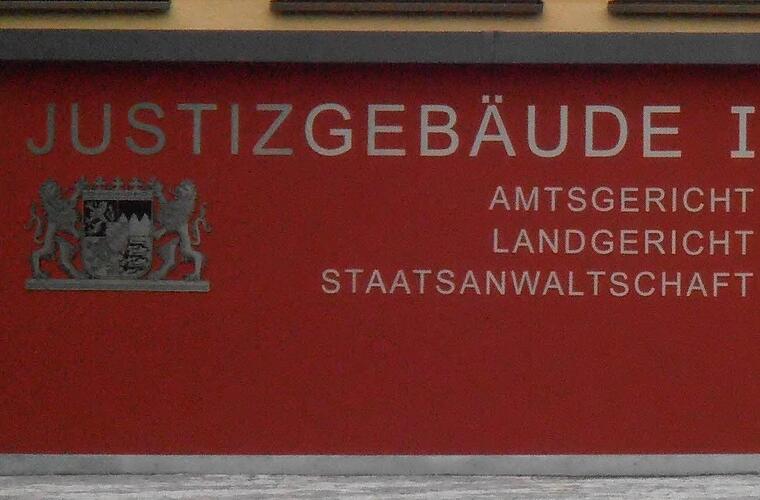 JUSTIZGEBÄUDE I
AMTSGERICHT
LANDGERICHT
STAATSANWALTSCHAFT